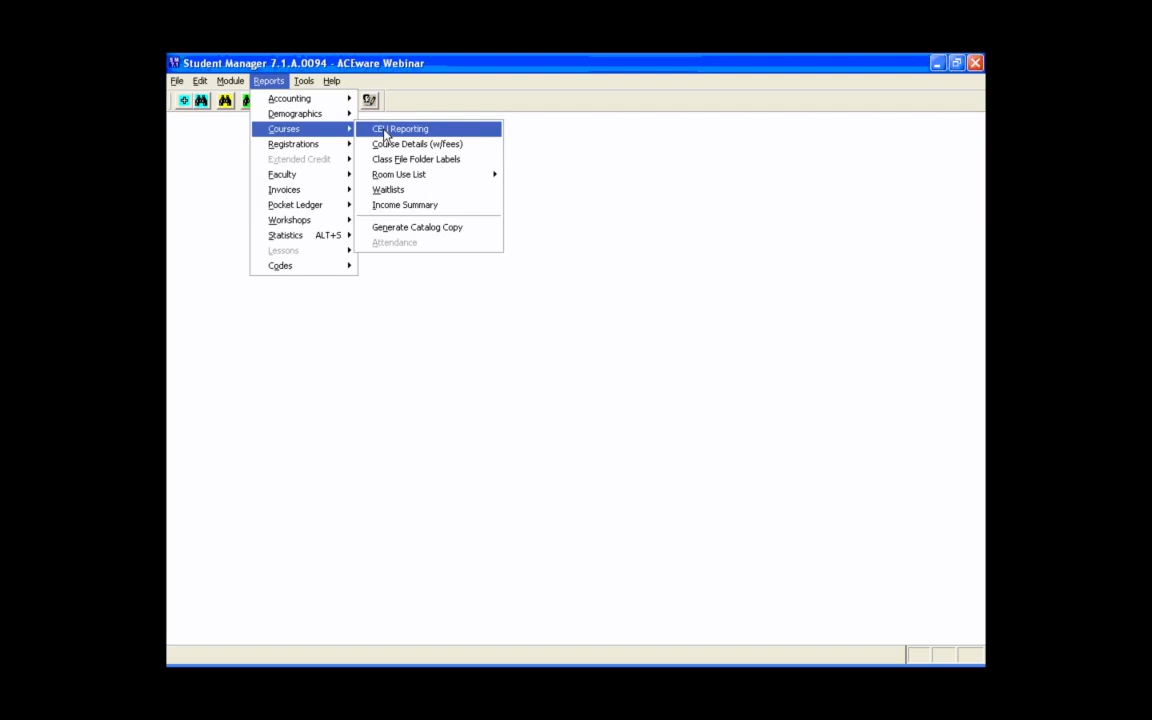 Student Manager 7.1.A.0094 - ACEware Webinar
File Edit Module Reports Tools Help
Accounting
Demographics
Courses
Registrations
Extended Credit
Faculty
Invoices
Pocket Ledger
Workshops
Statistics ALT+S
Lessons
Codes
CEU Reporting
Course Details (w/fees)
Class File Folder Labels
Room Use List
Waitlists
Income Summary
Generate Catalog Copy
Attendance